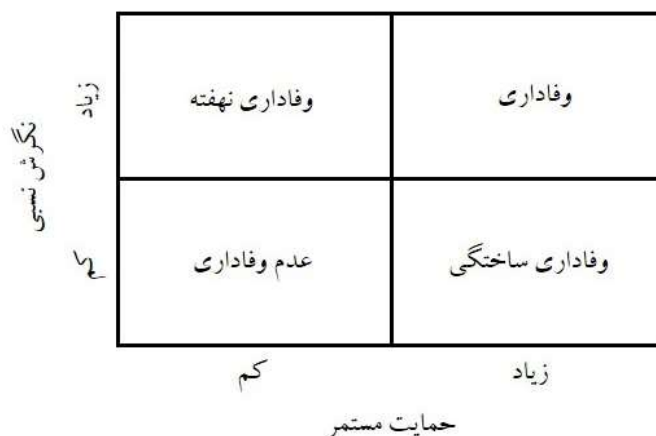 زیاد
وفاداری نهفته
وفاداری
نگرش نسبی
کم
عدم وفاداری
وفاداری ساختگی
کم
زیاد
حمایت مستمر